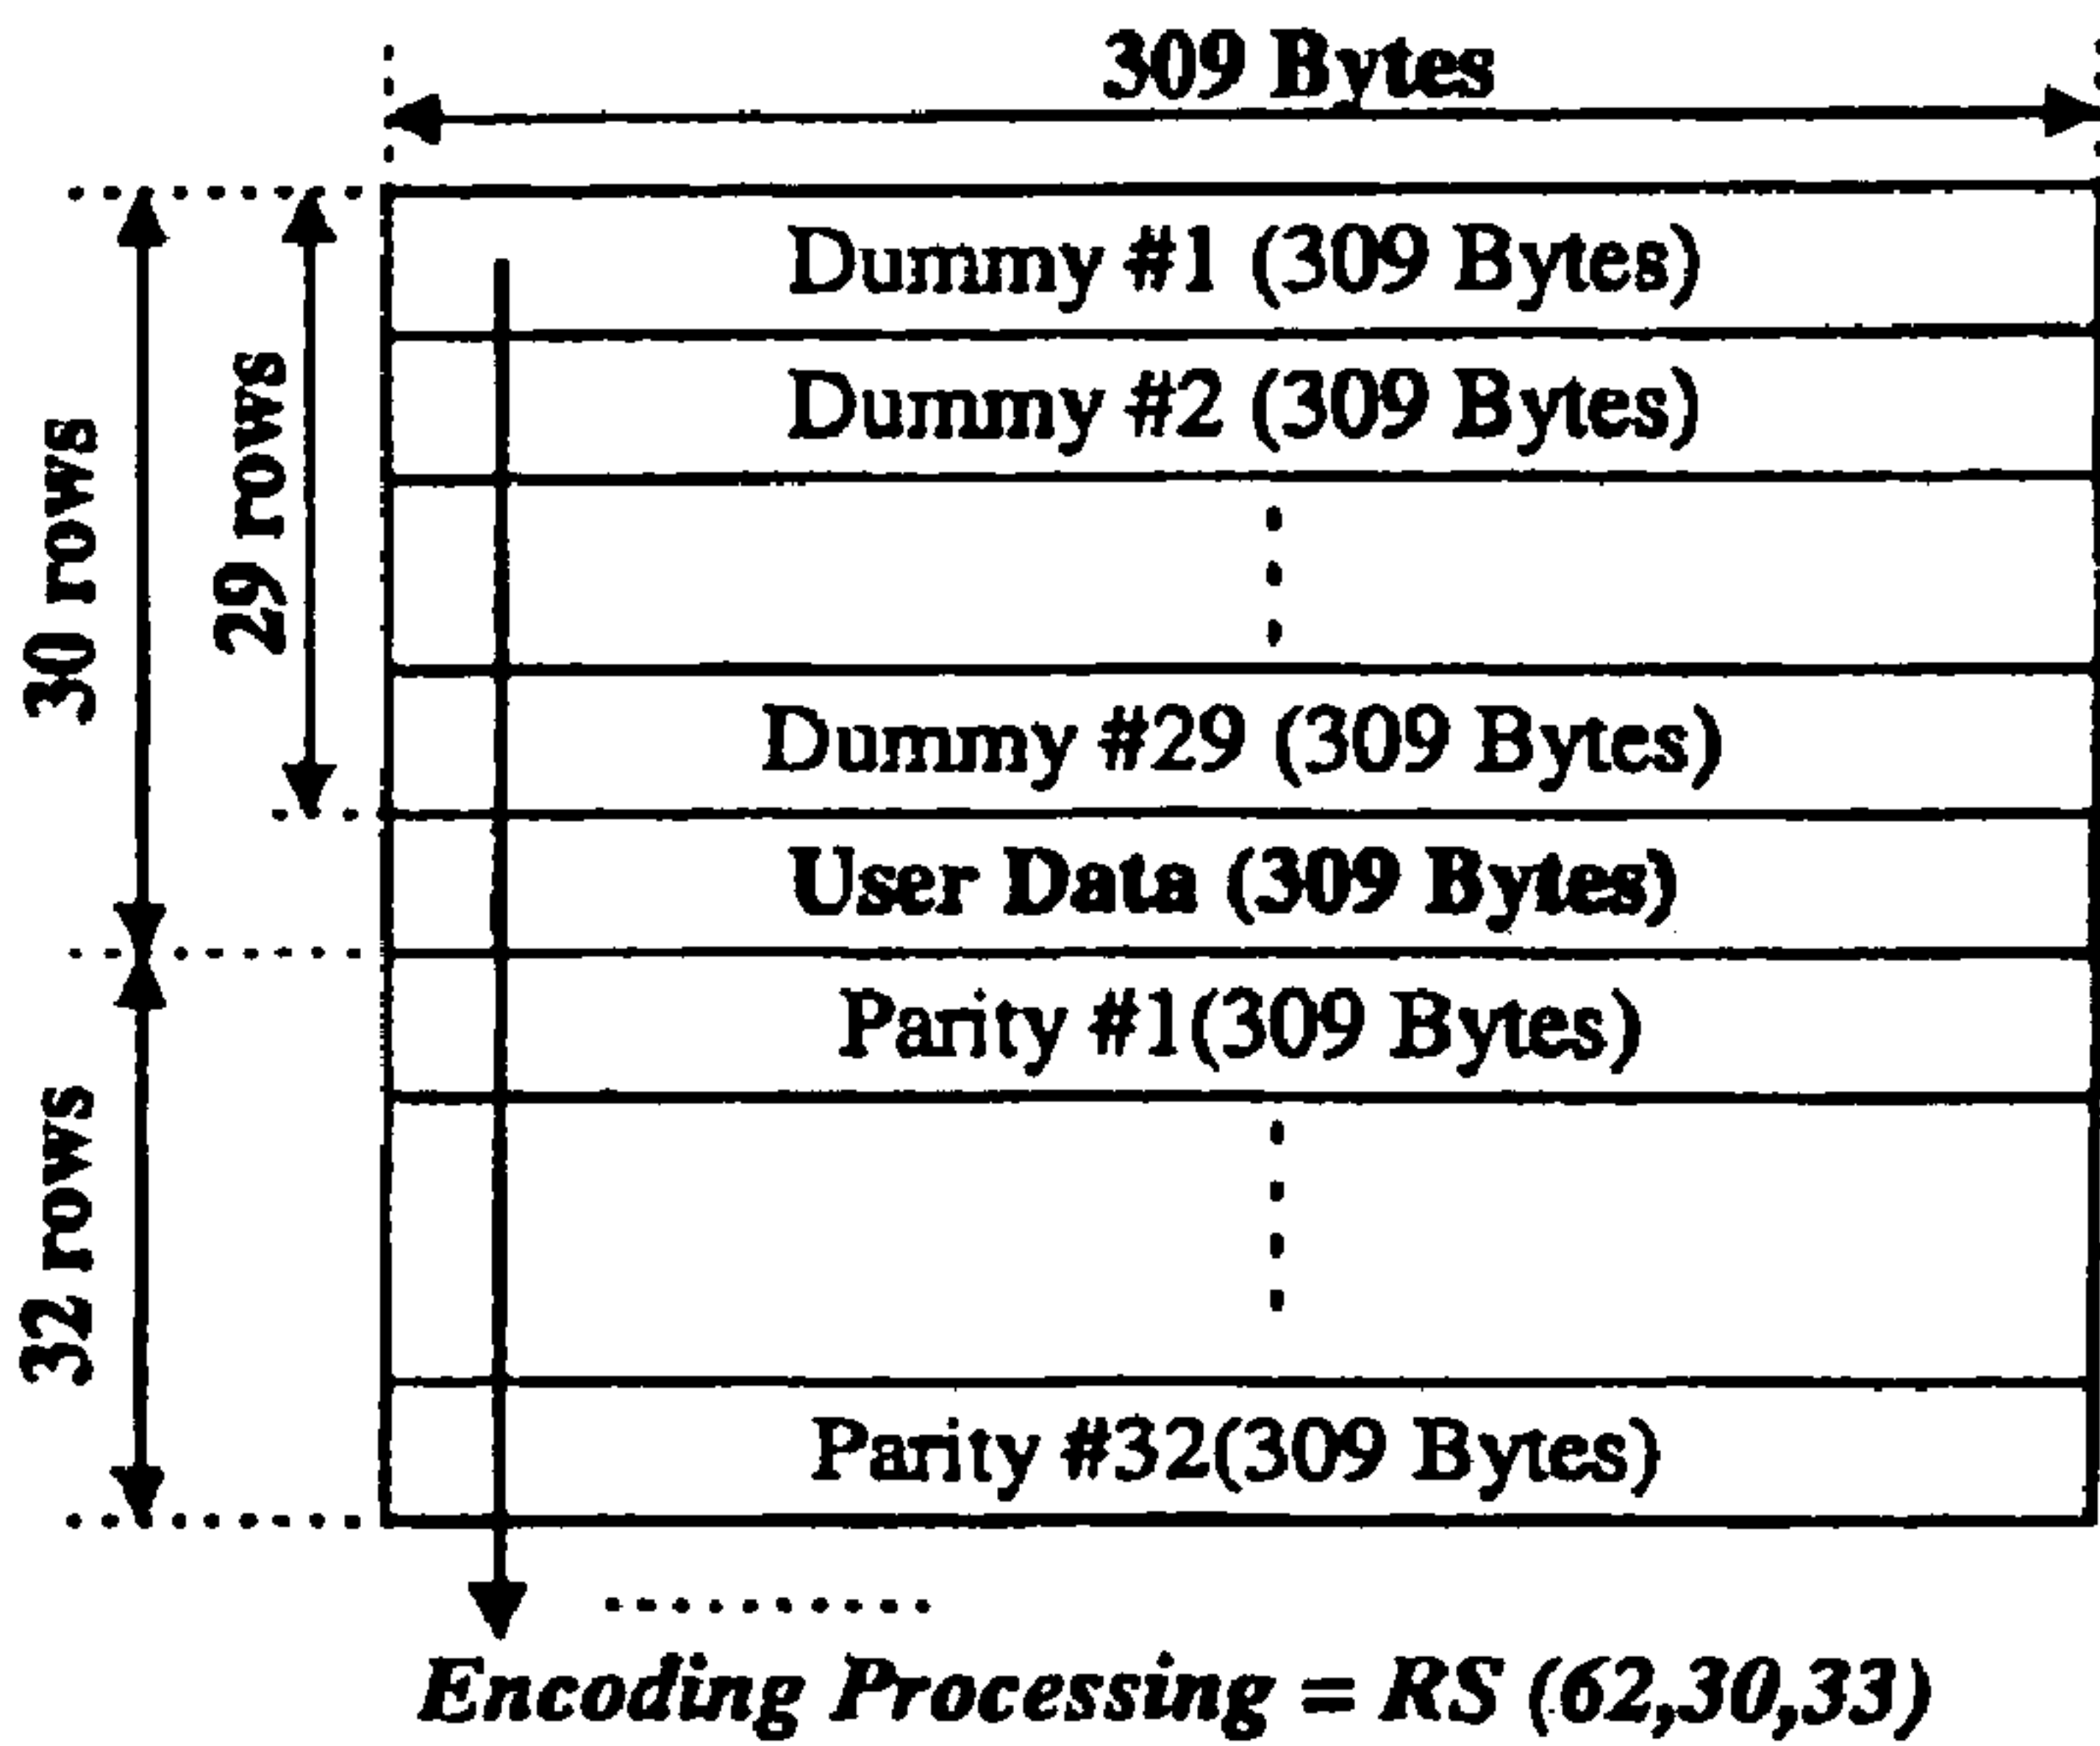 309 Bytes
Dummy #1 (309 Bytes)
Dummy #2 (309 Bytes)
29 rows
30 rows
Dummy #29 (309 Bytes)
User Data (309 Bytes)
Parity #1(309 Bytes)
32 rows
Parity #32(309 Bytes)
Encoding Processing = RS (62,30,33)